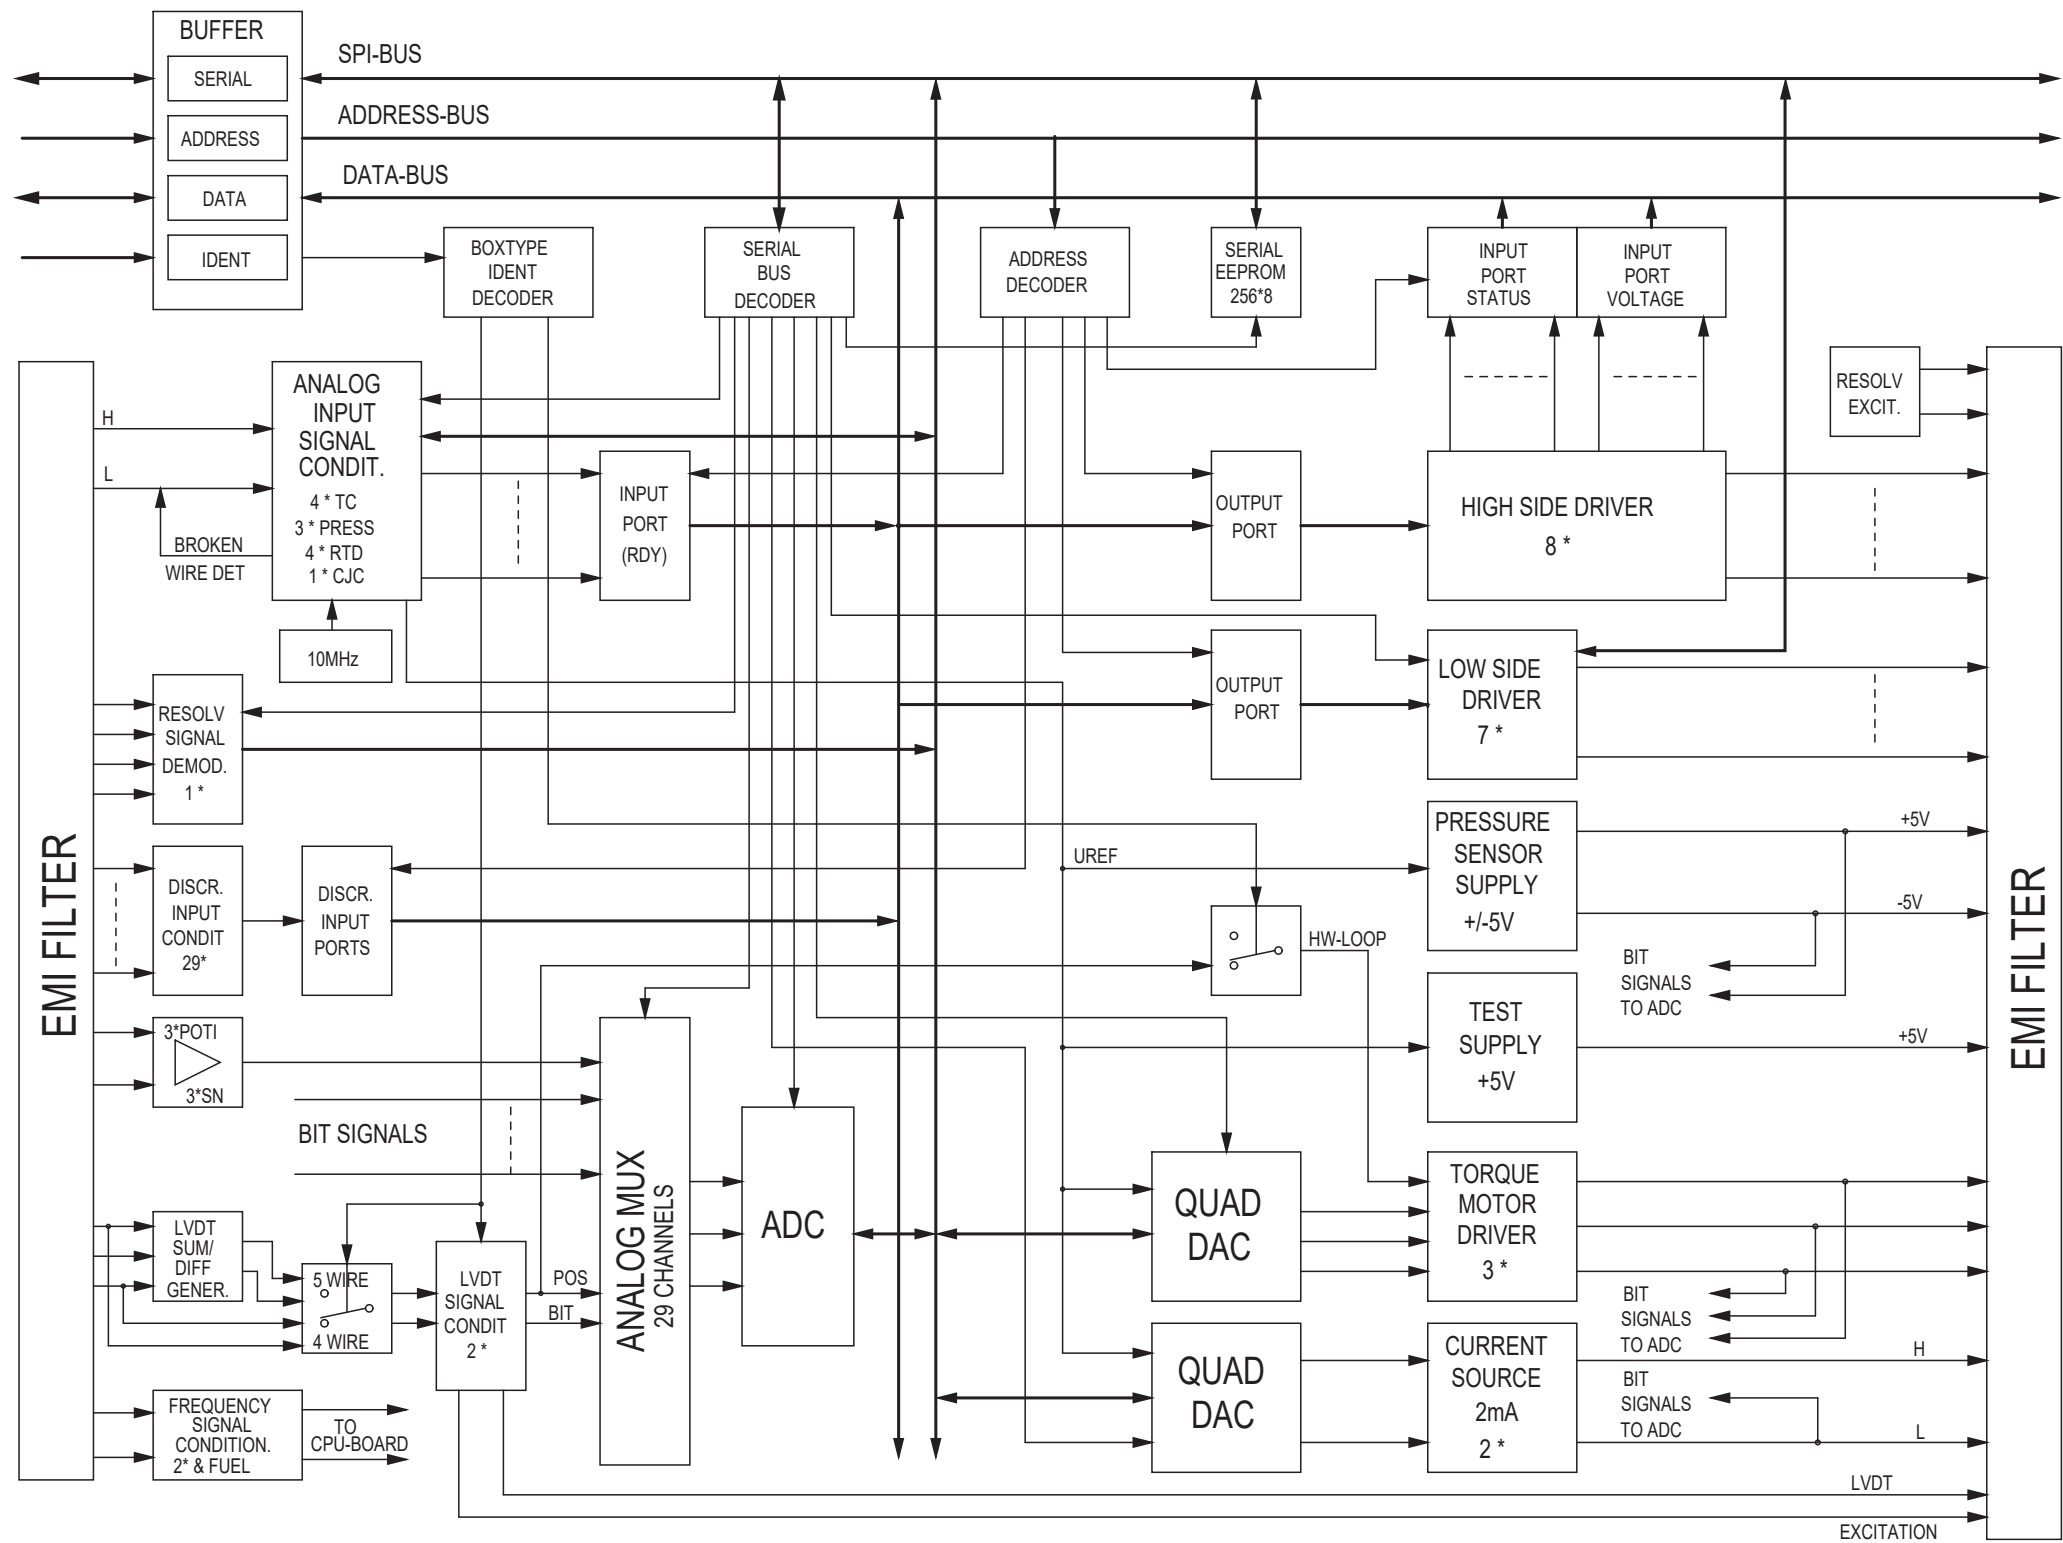 BUFFER
SERIAL
ADDRESS
DATA
IDENT
SPI-BUS
ADDRESS-BUS
DATA-BUS
BOXTYPE
IDENT
DECODER
SERIAL
BUS
DECODER
ADDRESS
DECODER
SERIAL
EEPROM
256*8
INPUT
PORT
STATUS
INPUT
PORT
VOLTAGE
RESOLV
EXCIT.
EMI FILTER
H
L
BROKEN
WIRE DET
ANALOG
INPUT
SIGNAL
CONDIT.
4 * TC
3 * PRESS
4 * RTD
1 * CJC
10MHz
INPUT
PORT
(RDY)
OUTPUT
PORT
HIGH SIDE DRIVER
8 *
OUTPUT
PORT
LOW SIDE
DRIVER
7 *
RESOLV
SIGNAL
DEMOD.
1 *
DISCR.
INPUT
CONDIT
29*
DISCR.
INPUT
PORTS
UREF
PRESSURE
SENSOR
SUPPLY
+/-5V
+5V
-5V
BIT
SIGNALS
TO ADC
HW-LOOP
TEST
SUPPLY
+5V
+5V
EMI FILTER
3*POTI
3*SN
BIT SIGNALS
ANALOG MUX
29 CHANNELS
ADC
QUAD
DAC
TORQUE
MOTOR
DRIVER
3 *
BIT
SIGNALS
TO ADC
LVDT
SUM/
DIFF
GENER.
5 WIRE
4 WIRE
LVDT
SIGNAL
CONDIT
2 *
POS
BIT
QUAD
DAC
CURRENT
SOURCE
2mA
2 *
BIT
SIGNALS
TO ADC
H
L
FREQUENCY
SIGNAL
CONDITION.
2* & FUEL
TO
CPU-BOARD
LVDT
EXCITATION